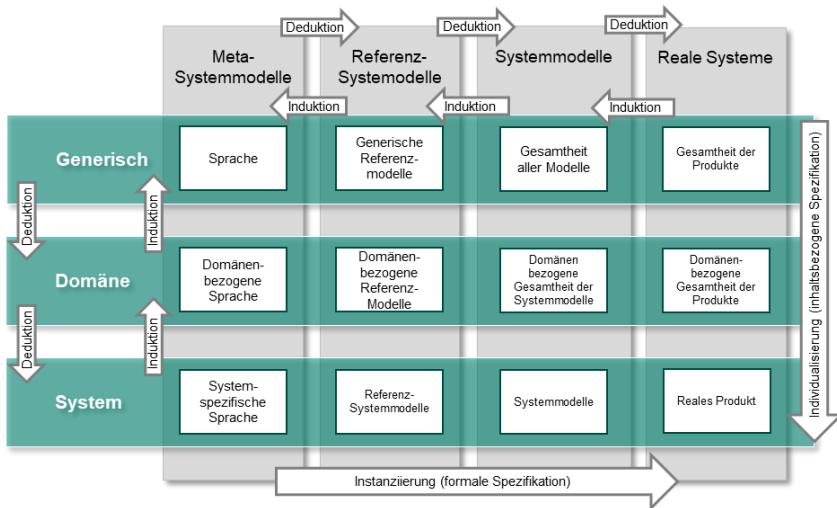 Deduktion
Deduktion
Deduktion
Meta-
Systemmodelle
Referenz-
Systemodelle
Systemmodelle
Reale Systeme
Induktion
Induktion
Induktion
Generisch
Sprache
Generische
Referenz-
modelle
Gesamtheit
aller Modelle
Gesamtheit der
Produkte
Deduktion
Induktion
Domäne
Domänen-
bezogene
Sprache
Domänen-
bezogene
Referenz-
Modelle
Domänen
bezogene
Gesamtheit der
Systemmodelle
Domänen-
bezogene
Gesamtheit der
Produkte
Deduktion
Induktion
System
System-
spezifische
Sprache
Referenz-
Systemmodelle
Systemmodelle
Reales Produkt
Individualisierung (inhaltsbezogene Spezifikation)
Instanziierung (formale Spezifikation)